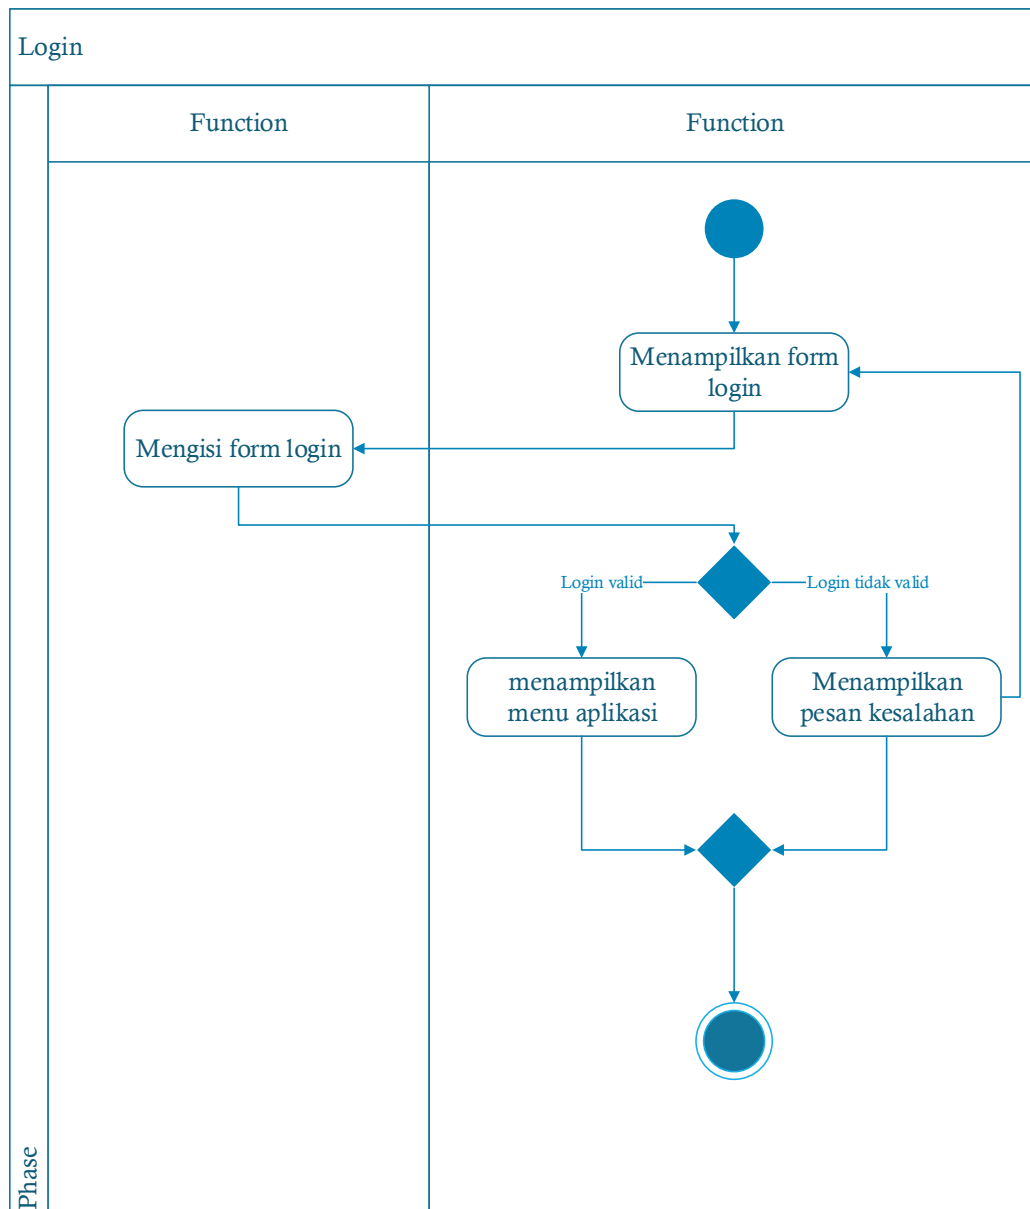 Login
Function
Function
Menampilkan form
login
Mengisi form login
Login valid
Login tidak valid
menampilkan
menu aplikasi
Menampilkan
pesan kesalahan
Phase